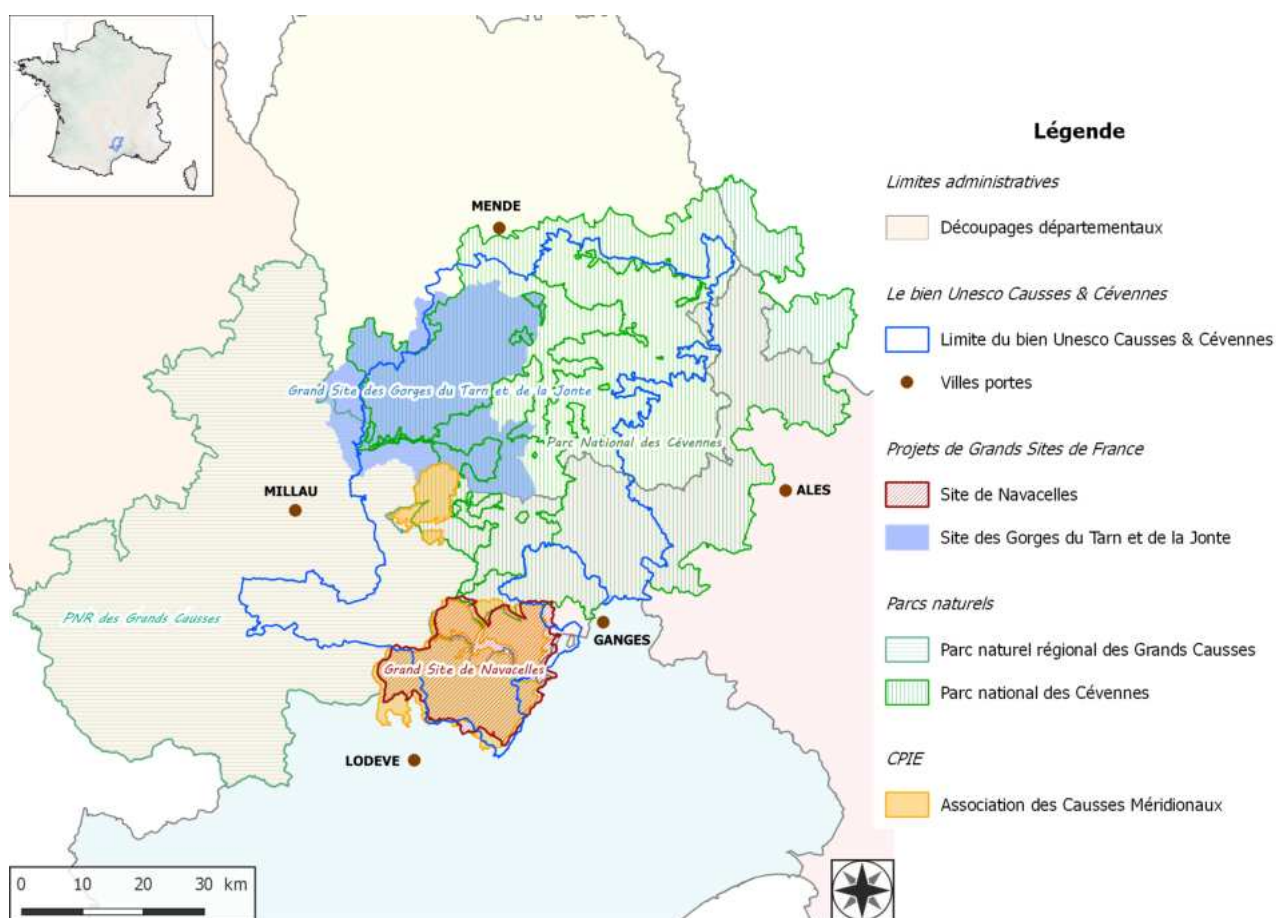 MENDE
Grand Site des Gorges du Tarn et de la Jonte
Parc National des Cévennes
MILLAU
ALES
PNR des Grands Causses
GANGES
Grand Site de Navacelles
LODEVE
0 10 20 30 km
Légende
Limites administratives
Découpages départementaux
Le bien Unesco Causses & Cévennes
Limite du bien Unesco Causses & Cévennes
Villes portes
Projets de Grands Sites de France
Site de Navacelles
Site des Gorges du Tarn et de la Jonte
Parcs naturels
Parc naturel régional des Grands Causses
Parc national des Cévennes
CPIE
Association des Causses Méridionaux